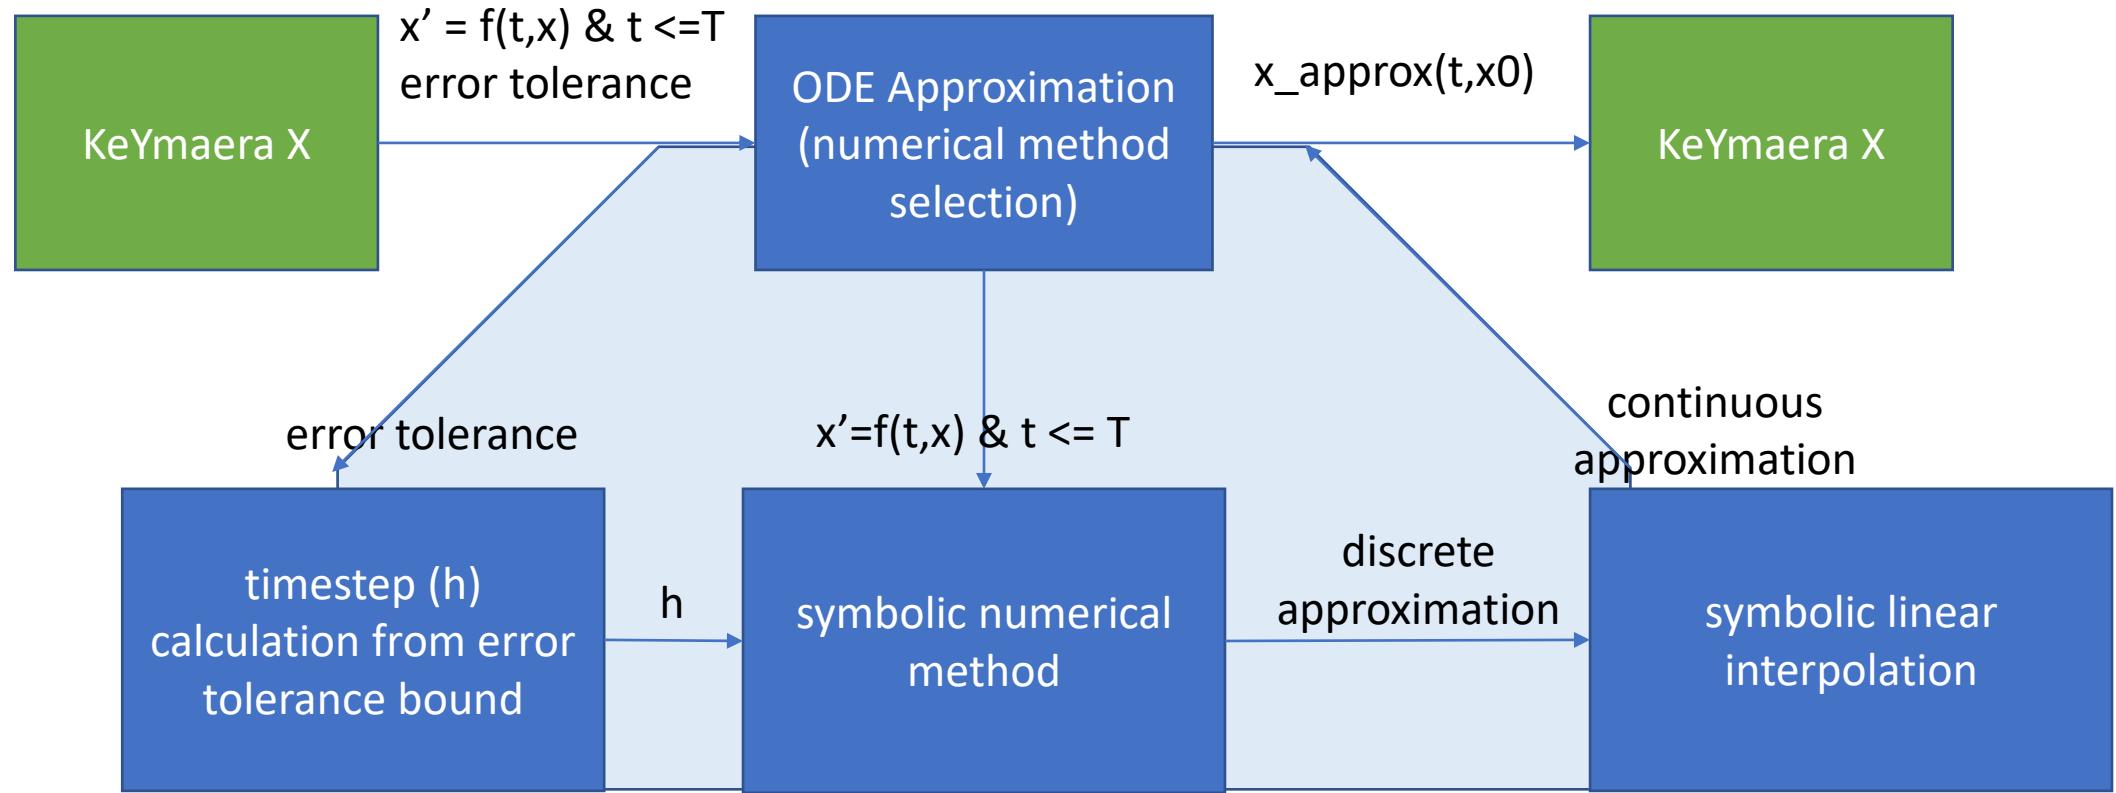 KeYmaera X
x’ = f(t,x) & t <=T
error tolerance
ODE Approximation
(numerical method
selection)
x_approx(t,x0)
KeYmaera X
error tolerance
x’=f(t,x) & t <= T
continuous
approximation
timestep (h)
calculation from error
tolerance bound
h
symbolic numerical
method
discrete
approximation
symbolic linear
interpolation